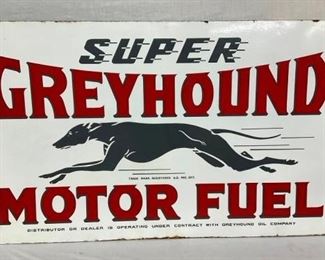 SUPER
GREYHOUND
TRADE MARK REGISTERED U.S. PAT. OFF.
MOTOR FUEL
DISTRIBUTOR OR DEALER IS OPERATING UNDER CONTRACT WITH GREYHOUND OIL COMPANY